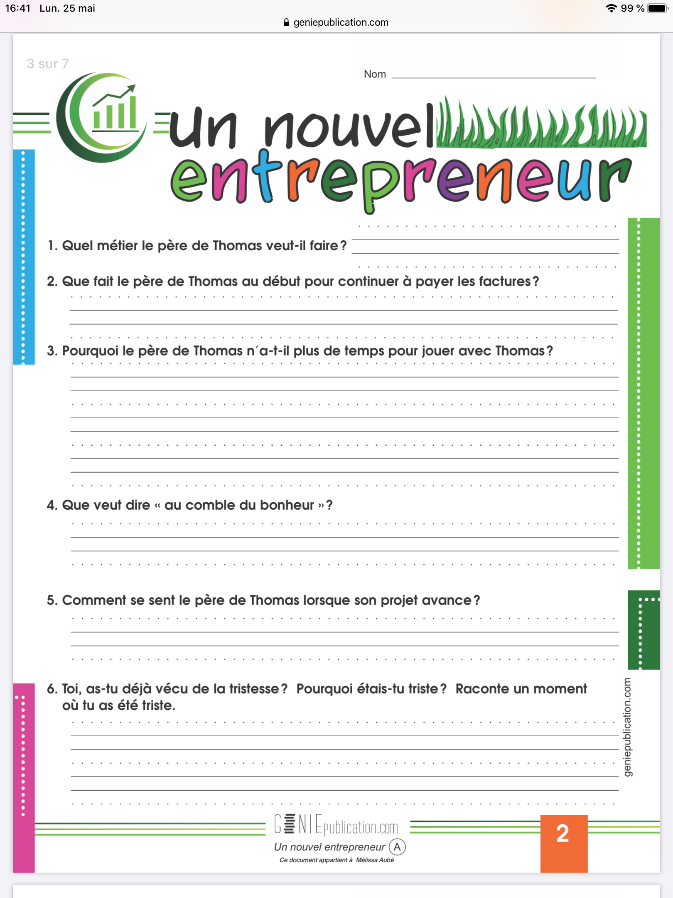 16:41 Lun. 25 mai
99 %
geniepublication.com
3 sur 7
Nom
un nouvel
entrepreneur
1. Quel métier le père de Thomas veut-il faire?
2. Que fait le père de Thomas au début pour continuer à payer les factures?
3. Pourquoi le père de Thomas n´a-t-il plus de temps pour jouer avec Thomas?
4. Que veut dire « au comble du bonheur »?
5. Comment se sent le père de Thomas lorsque son projet avance?
6. Toi, as-tu déjà vécu de la tristesse? Pourquoi étais-tu triste? Raconte un moment
où tu as été triste.
geniepublication.com
GÉNIEpublication.com
Un nouvel entrepreneur A
Ce document appartient à Mélissa Aubé
2